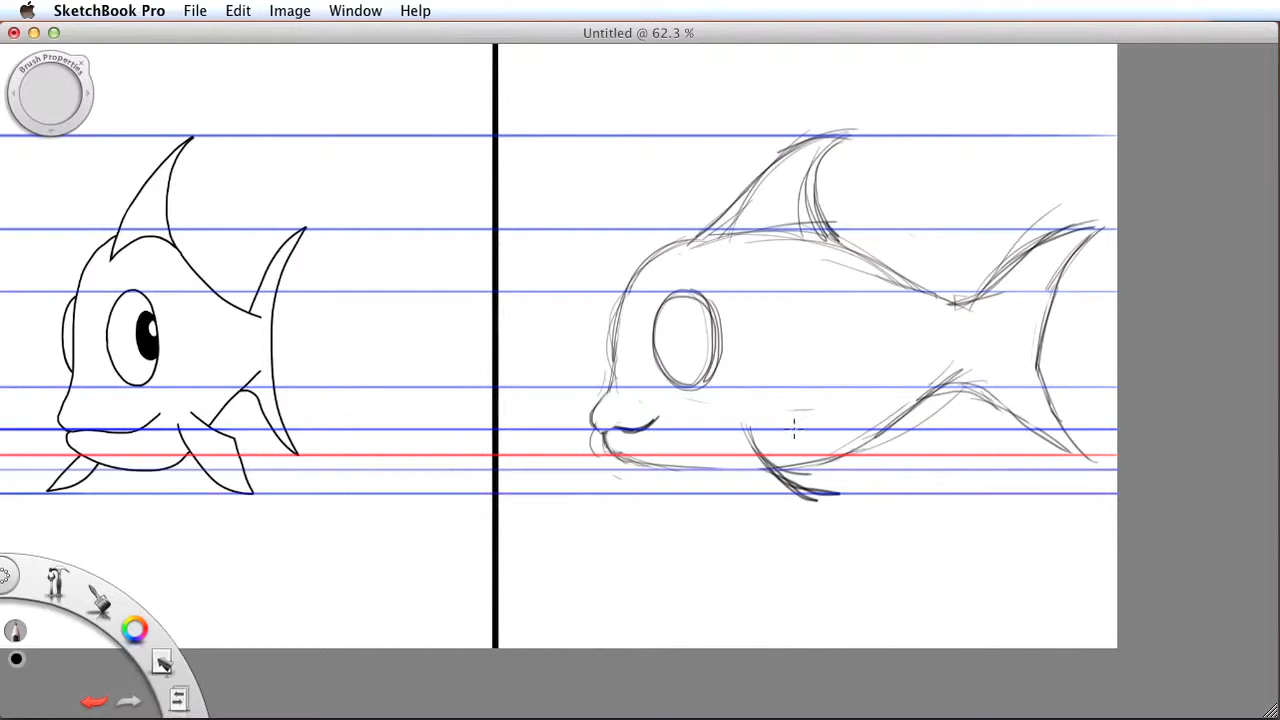 SketchBook Pro File Edit Image Window Help
Untitled @ 62.3 %
Brush Properties